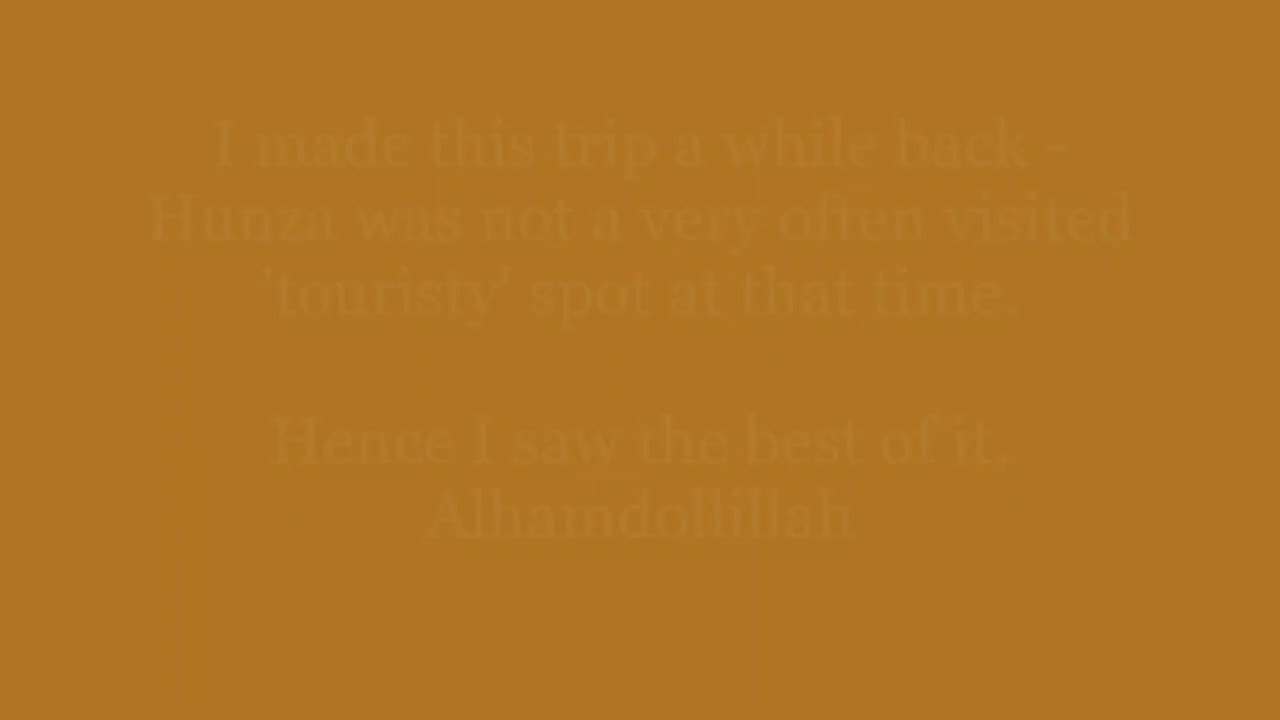 I made this trip a while back -
Hunza was not a very often visited
'touristy' spot at that time.
Hence I saw the best of it,
Alhamdollillah